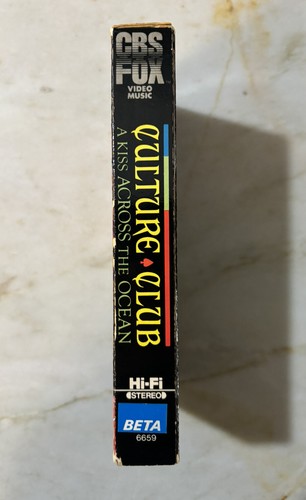 CBS
FOX
VIDEO
MUSIC
CULTURE CLUB
A KISS ACROSS THE OCEAN
Hi-Fi
STEREO
BETA
6659